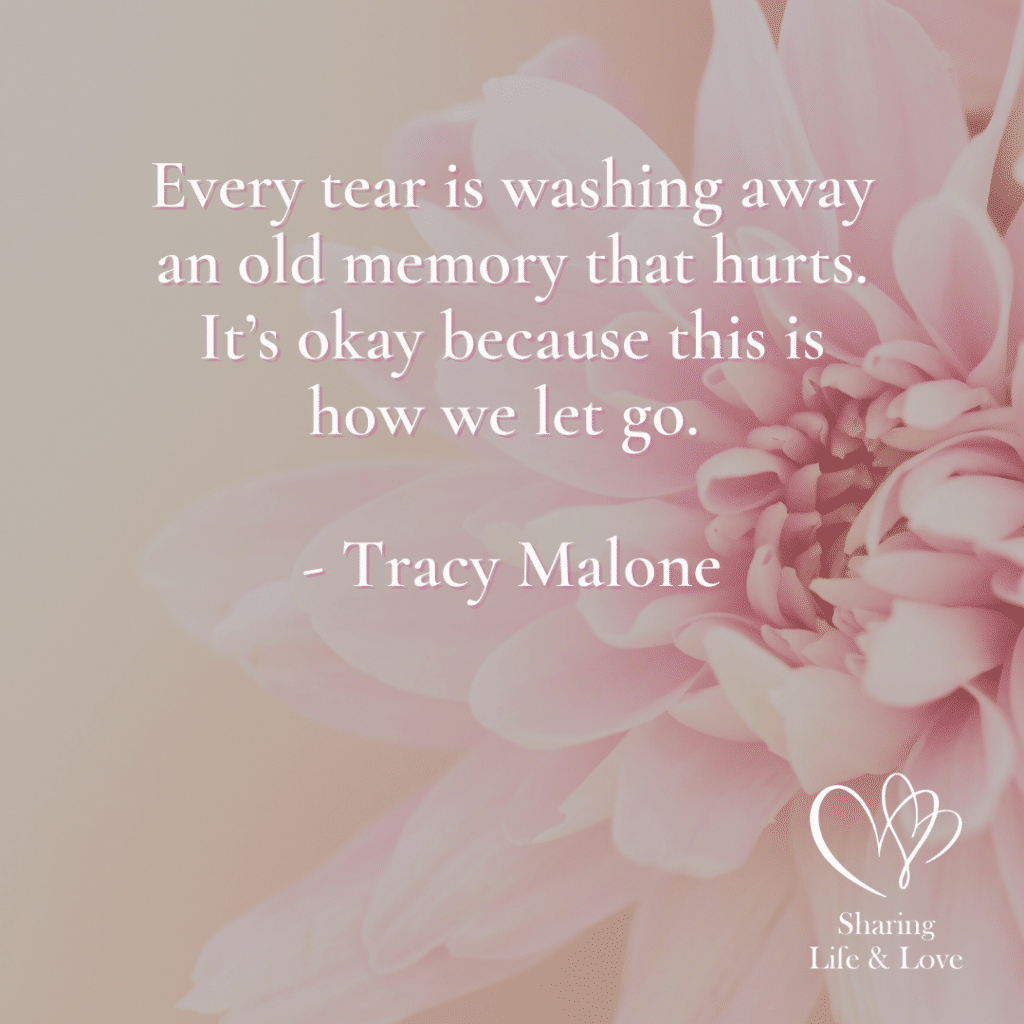 Every tear is washing away
an old memory that hurts.
It’s okay because this is
how we let go.
- Tracy Malone
Sharing
Life & Love